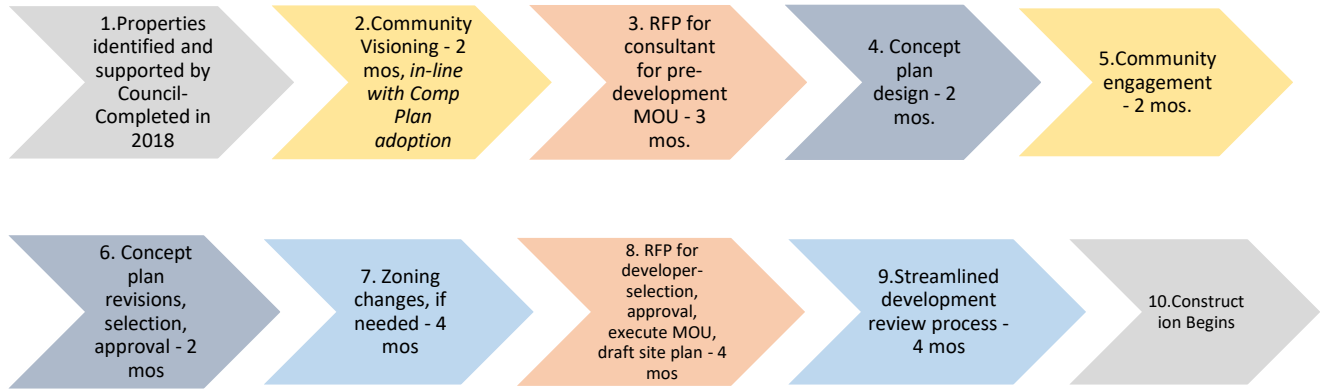 1.Properties
identified and
supported by
Council-
Completed in
2018
2.Community
Visioning - 2
mos, in-line
with Comp
Plan
adoption
3. RFP for
consultant
for pre-
development
MOU - 3
mos.
4. Concept
plan
design - 2
mos.
5.Community
engagement
- 2 mos.
6. Concept
plan
revisions,
selection,
approval - 2
mos
7. Zoning
changes, if
needed - 4
mos
8. RFP for
developer-
selection,
approval,
execute MOU,
draft site plan - 4
mos
9.Streamlined
development
review process -
4 mos
10.Construct
ion Begins